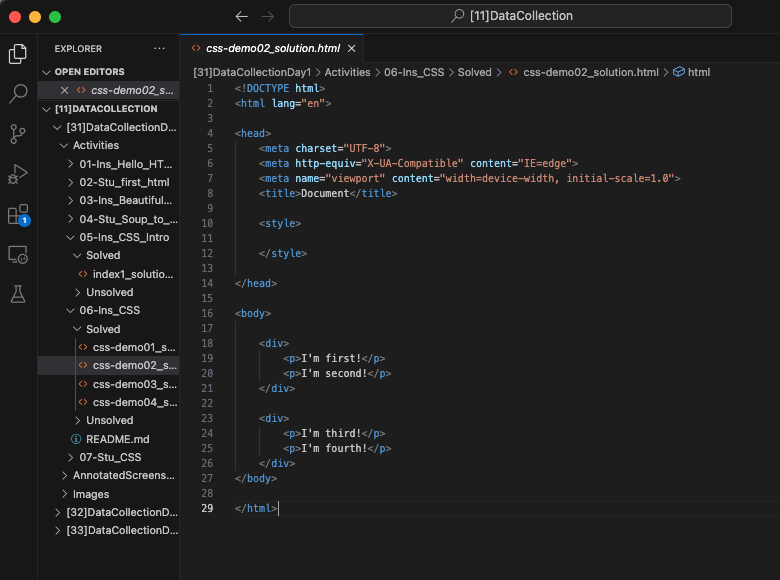 [11]DataCollection
EXPLORER ···
OPEN EDITORS
css-demo02_s...
[11]DATACOLLECTION
[31]DataCollectionD...
Activities
01-Ins_Hello_HT...
02-Stu_first_html
03-Ins_Beautiful...
04-Stu_Soup_to_...
05-Ins_CSS_Intro
Solved
index1_solutio...
Unsolved
06-Ins_CSS
Solved
css-demo01_s...
css-demo02_s...
css-demo03_s...
css-demo04_s...
Unsolved
README.md
07-Stu_CSS
AnnotatedScreens...
Images
[32]DataCollectionD...
[33]DataCollectionD...
1
css-demo02_solution.html
[31]DataCollectionDay1 > Activities > 06-Ins_CSS > Solved > css-demo02_solution.html > html
1 <!DOCTYPE html>
2 <html lang="en">
3
4 <head>
5 <meta charset="UTF-8">
6 <meta http-equiv="X-UA-Compatible" content="IE=edge">
7 <meta name="viewport" content="width=device-width, initial-scale=1.0">
8 <title>Document</title>
9
10 <style>
11
12 </style>
13
14 </head>
15
16 <body>
17
18 <div>
19 <p>I'm first!</p>
20 <p>I'm second!</p>
21 </div>
22
23 <div>
24 <p>I'm third!</p>
25 <p>I'm fourth!</p>
26 </div>
27 </body>
28
29 </html>